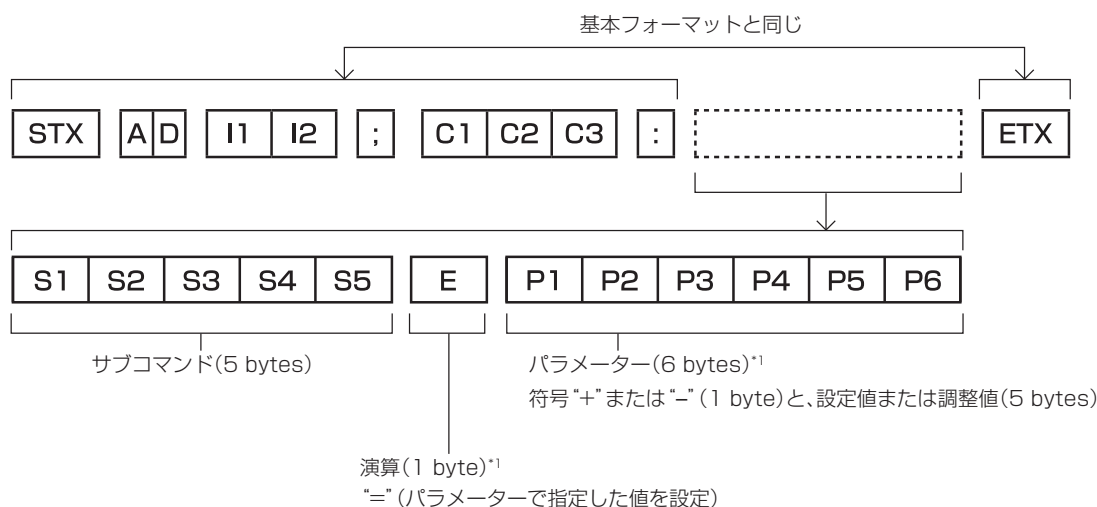 基本フォーマットと同じ
STX A D I1 I2 ; C1 C2 C3 : ETX
S1 S2 S3 S4 S5 E P1 P2 P3 P4 P5 P6
サブコマンド(5 bytes)
パラメーター(6 bytes)*1
符号“+”または“–”(1 byte)と、設定値または調整値(5 bytes)
演算(1 byte)*1
“=”(パラメーターで指定した値を設定)